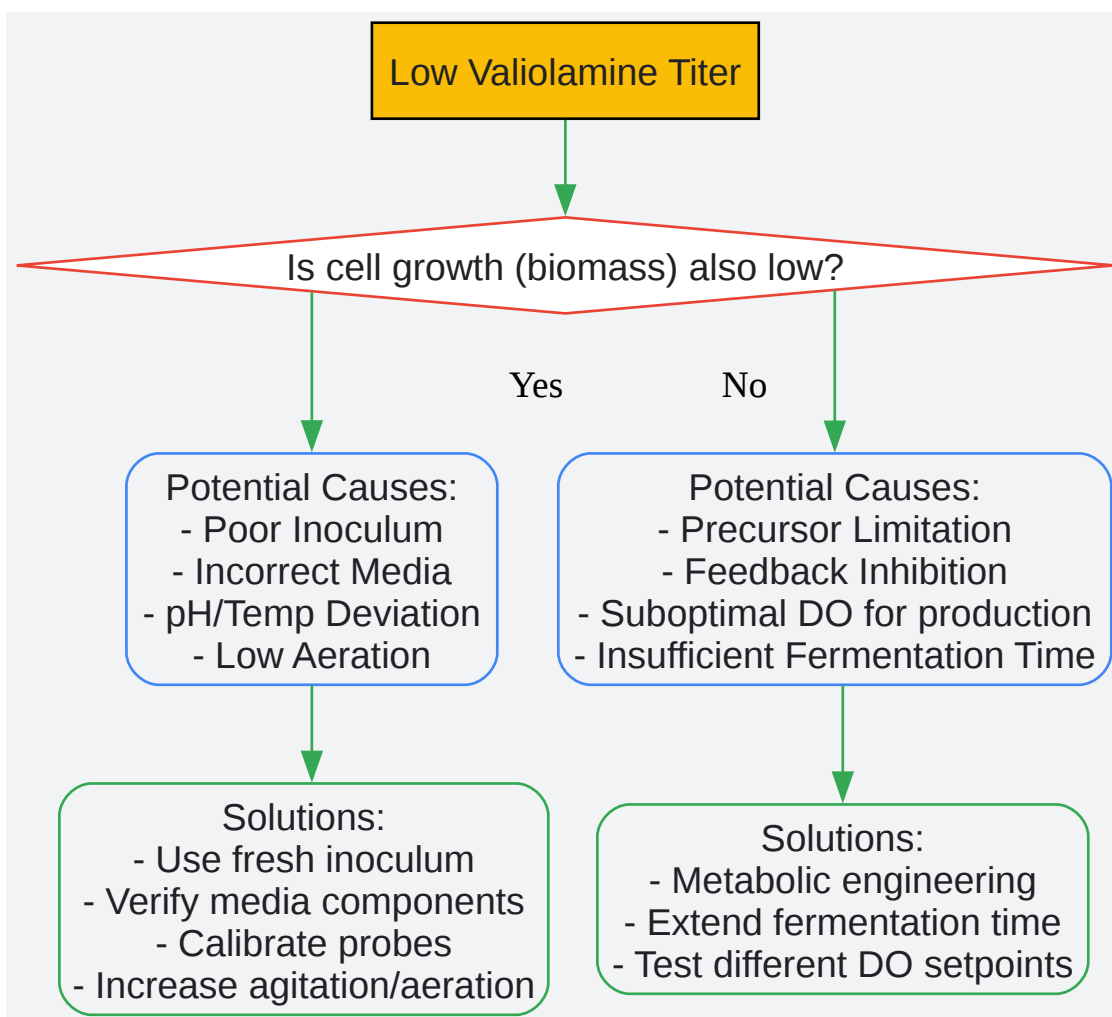 Low Valiolamine Titer
Is cell growth (biomass) also low?
Yes
No
Potential Causes:
- Poor Inoculum
- Incorrect Media
- pH/Temp Deviation
- Low Aeration
Potential Causes:
- Precursor Limitation
- Feedback Inhibition
- Suboptimal DO for production
- Insufficient Fermentation Time
Solutions:
- Use fresh inoculum
- Verify media components
- Calibrate probes
- Increase agitation/aeration
Solutions:
- Metabolic engineering
- Extend fermentation time
- Test different DO setpoints